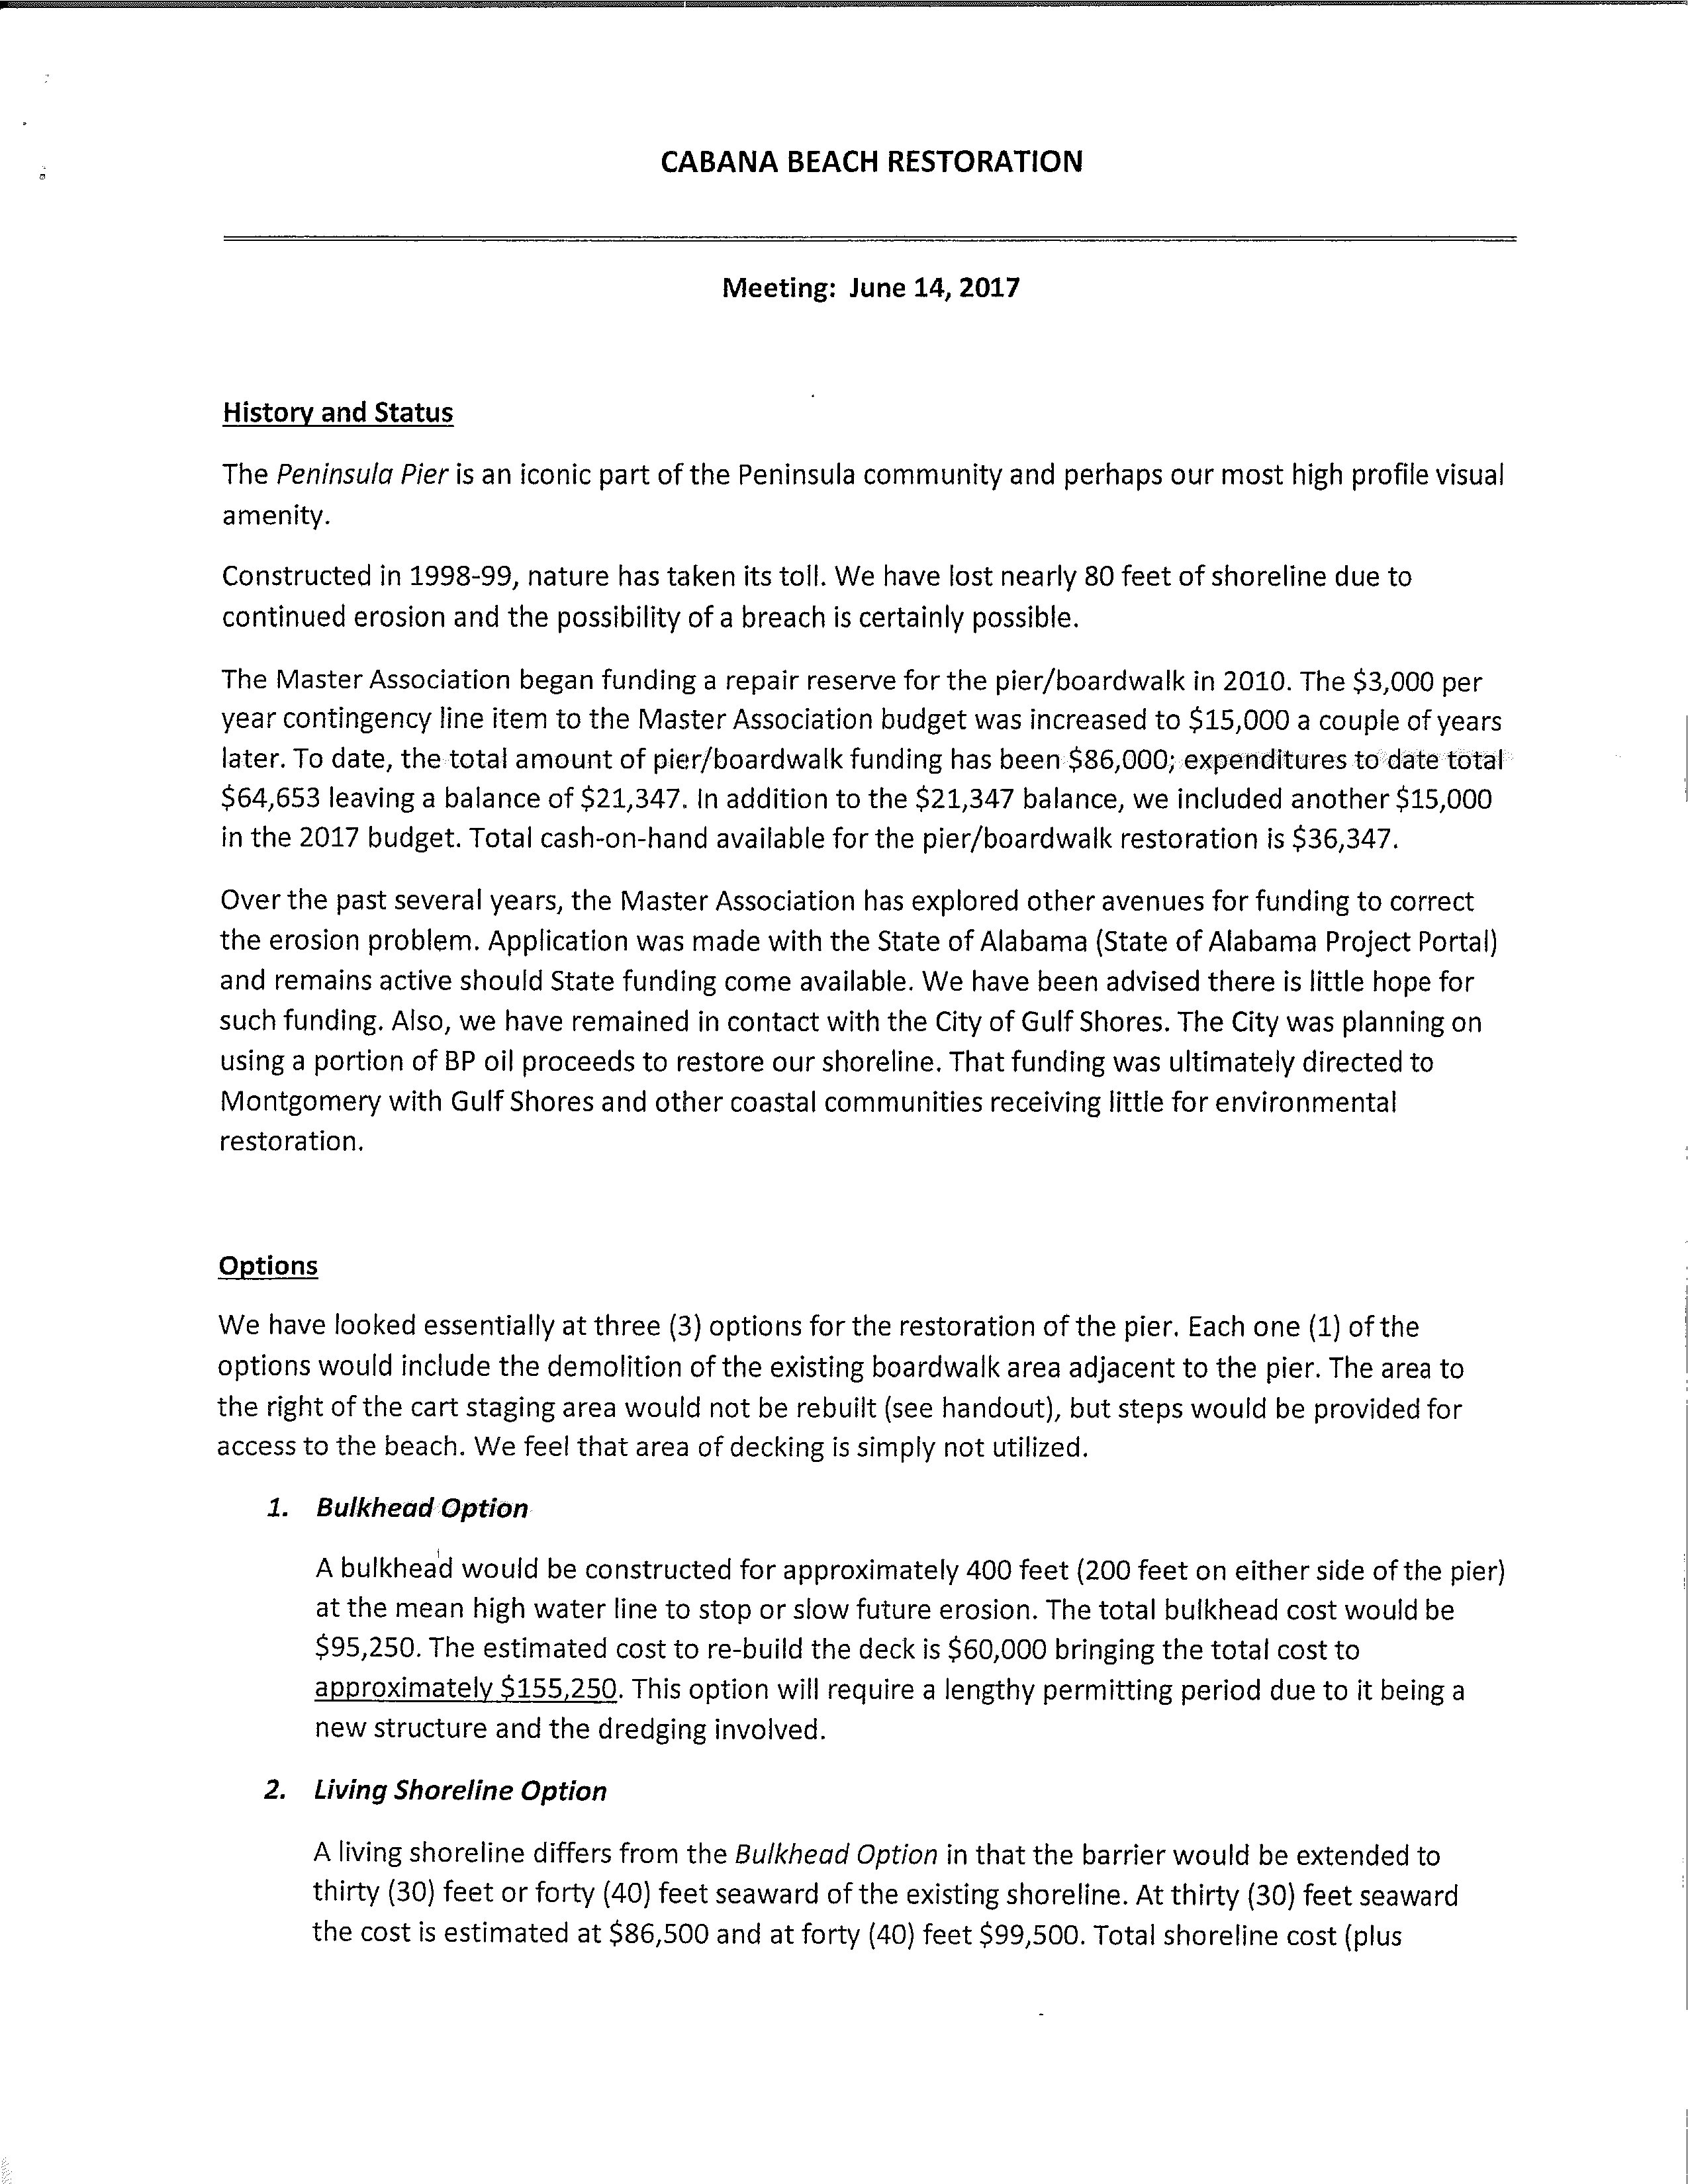 CABANA BEACH RESTORATION
Meeting: June 14, 2017
History and Status
The Peninsula Pier is an iconic part of the Peninsula community and perhaps our most high profile visual
amenity.
Constructed in 1998-99, nature has taken its toll. We have lost nearly 80 feet of shoreline due to
continued erosion and the possibility of a breach is certainly possible.
The Master Association began funding a repair reserve for the pier/boardwalk in 2010. The $3,000 per
year contingency line item to the Master Association budget was increased to $15,000 a couple of years
later. To date, the total amount of pier/boardwalk funding has been $86,000; expenditures to date total
$64,653 leaving a balance of $21,347. In addition to the $21,347 balance, we included another $15,000
in the 2017 budget. Total cash-on-hand available for the pier/boardwalk restoration is $36,347.
Over the past several years, the Master Association has explored other avenues for funding to correct
the erosion problem. Application was made with the State of Alabama (State of Alabama Project Portal)
and remains active should State funding come available. We have been advised there is little hope for
such funding. Also, we have remained in contact with the City of Gulf Shores. The City was planning on
using a portion of BP oil proceeds to restore our shoreline. That funding was ultimately directed to
Montgomery with Gulf Shores and other coastal communities receiving little for environmental
restoration.
Options
We have looked essentially at three (3) options for the restoration of the pier. Each one (1) of the
options would include the demolition of the existing boardwalk area adjacent to the pier. The area to
the right of the cart staging area would not be rebuilt (see handout), but steps would be provided for
access to the beach. We feel that area of decking is simply not utilized.
1. Bulkhead Option
A bulkhead would be constructed for approximately 400 feet (200 feet on either side of the pier)
at the mean high water line to stop or slow future erosion. The total bulkhead cost would be
$95,250. The estimated cost to re-build the deck is $60,000 bringing the total cost to
approximately $155,250. This option will require a lengthy permitting period due to it being a
new structure and the dredging involved.
2. Living Shoreline Option
A living shoreline differs from the Bulkhead Option in that the barrier would be extended to
thirty (30) feet or forty (40) feet seaward of the existing shoreline. At thirty (30) feet seaward
the cost is estimated at $86,500 and at forty (40) feet $99,500. Total shoreline cost (plus